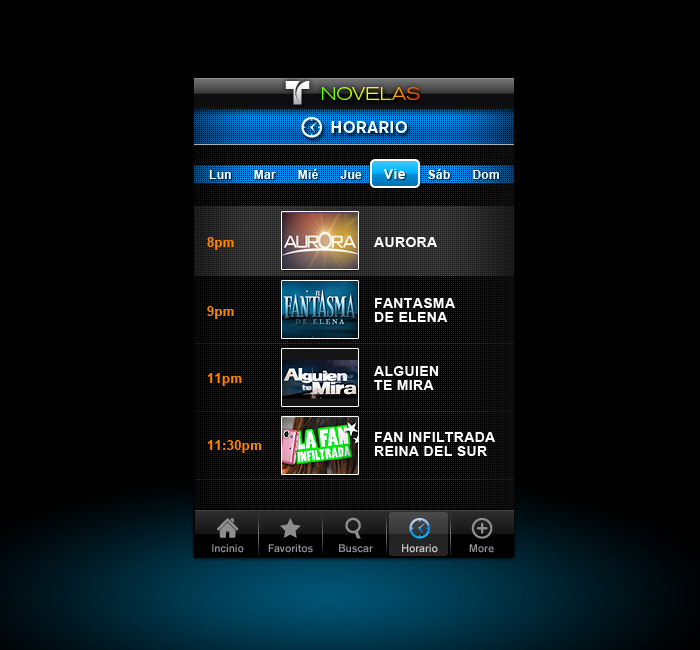 NOVELAS
HORARIO
Lun Mar Mié Jue Vie Sáb Dom
8pm
AURORA
AURORA
9pm
El
FANTASMA
DE ELENA
FANTASMA
DE ELENA
11pm
Alguien
te Mira
ALGUIEN
TE MIRA
11:30pm
LA FAN
INFILTRADA
FAN INFILTRADA
REINA DEL SUR
Incinio Favoritos Buscar Horario More